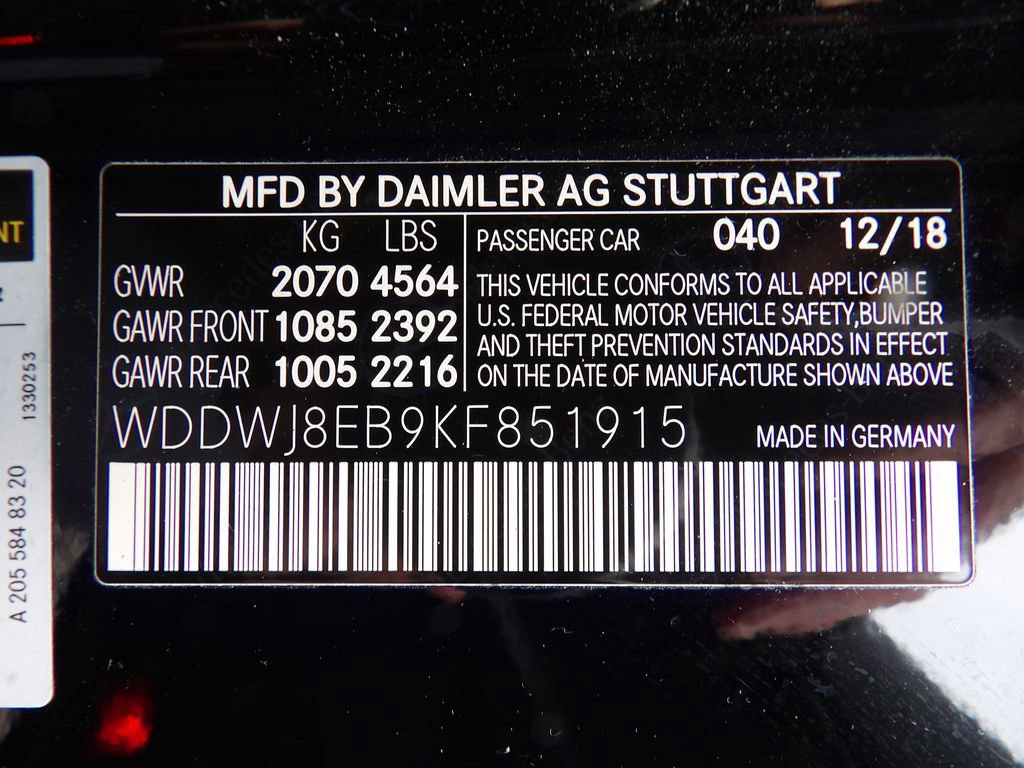 MFD BY DAIMLER AG STUTTGART
KG LBS
GVWR 2070 4564
GAWR FRONT 1085 2392
GAWR REAR 1005 2216
PASSENGER CAR 040 12/18
THIS VEHICLE CONFORMS TO ALL APPLICABLE
U.S. FEDERAL MOTOR VEHICLE SAFETY,BUMPER
AND THEFT PREVENTION STANDARDS IN EFFECT
ON THE DATE OF MANUFACTURE SHOWN ABOVE
WDDWJ8EB9KF851915
MADE IN GERMANY
NT
1330253
A 205 584 83 20